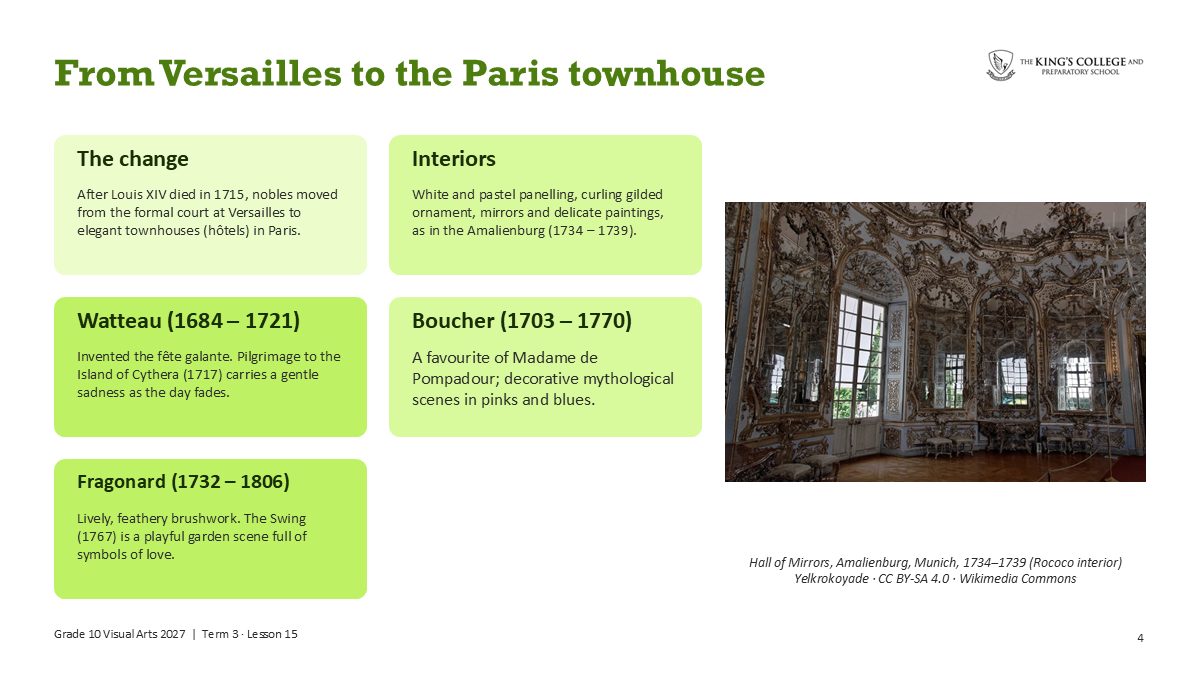 From Versailles to the Paris townhouse
THE KING'S COLLEGE AND
PREPARATORY SCHOOL
The change
After Louis XIV died in 1715, nobles moved
from the formal court at Versailles to
elegant townhouses (hôtels) in Paris.
Interiors
White and pastel panelling, curling gilded
ornament, mirrors and delicate paintings,
as in the Amalienburg (1734 – 1739).
Watteau (1684 – 1721)
Invented the fête galante. Pilgrimage to the
Island of Cythera (1717) carries a gentle
sadness as the day fades.
Boucher (1703 – 1770)
A favourite of Madame de
Pompadour; decorative mythological
scenes in pinks and blues.
Fragonard (1732 – 1806)
Lively, feathery brushwork. The Swing
(1767) is a playful garden scene full of
symbols of love.
Hall of Mirrors, Amalienburg, Munich, 1734–1739 (Rococo interior)
Yelkrokoyade · CC BY-SA 4.0 · Wikimedia Commons
Grade 10 Visual Arts 2027 | Term 3 · Lesson 15
4